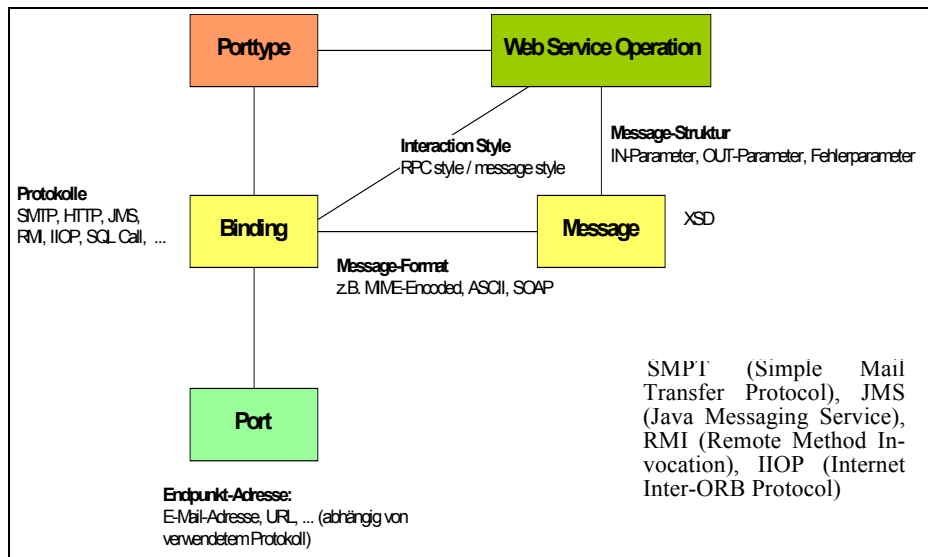 Porttype
Web Service Operation
Interaction Style
RPC style / message style
Message-Struktur
IN-Parameter, OUT-Parameter, Fehlerparameter
Protokolle
SMTP, HTTP, JMS,
RMI, IIOP, SQL Call, ...
Binding
Message
XSD
Message-Format
z.B. MIME-Encoded, ASCII, SOAP
SMPT (Simple Mail
Transfer Protocol), JMS
(Java Messaging Service),
RMI (Remote Method In-
vocation), IIOP (Internet
Inter-ORB Protocol)
Port
Endpunkt-Adresse:
E-Mail-Adresse, URL, ... (abhängig von
verwendetem Protokoll)